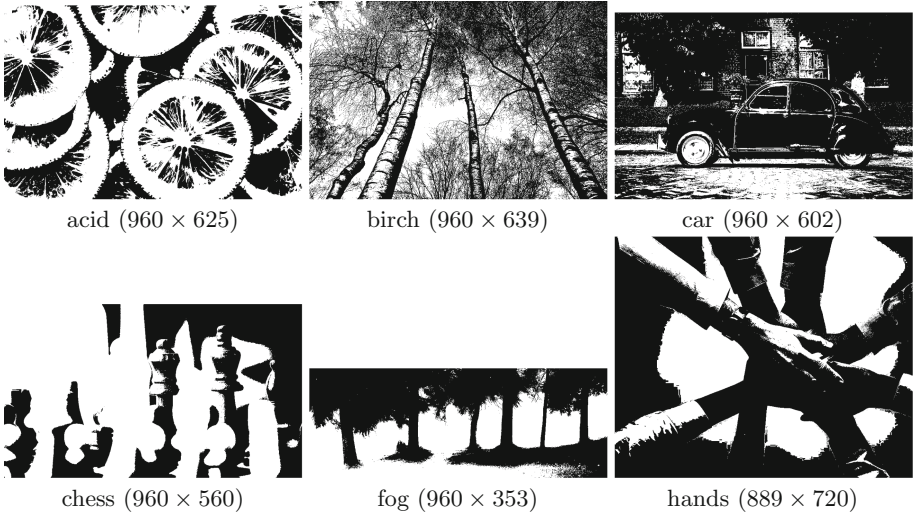 acid (960 × 625)
birch (960 × 639)
car (960 × 602)
chess (960 × 560)
fog (960 × 353)
hands (889 × 720)